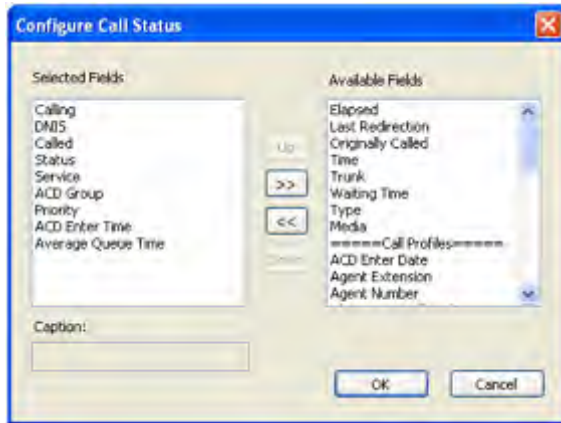 Configure Call Status
Selected Fields
Calling
DNIS
Called
Status
Service
ACD Group
Priority
ACD Enter Time
Average Queue Time
Up
>>
<<
Caption:
Available Fields
Elapsed
Last Redirection
Originally Called
Time
Trunk
Waiting Time
Type
Media
=====Call Profiles=====
ACD Enter Date
Agent Extension
Agent Number
OK
Cancel